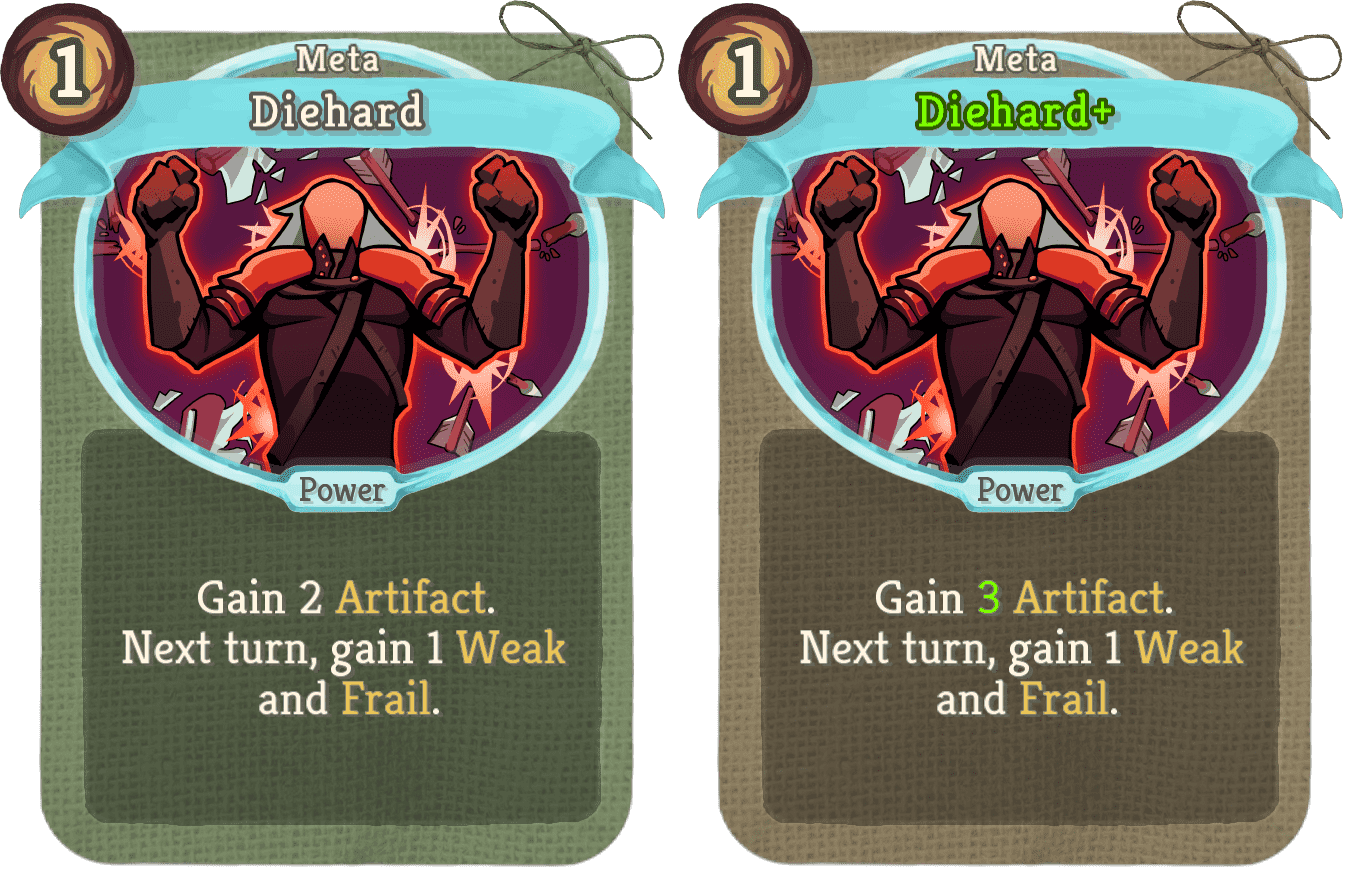 1
Meta
Diehard
Power
Gain 2 Artifact.
Next turn, gain 1 Weak
and Frail.
1
Meta
Diehard+
Power
Gain 3 Artifact.
Next turn, gain 1 Weak
and Frail.